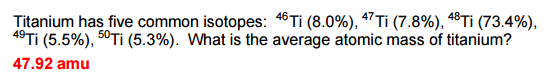 Titanium has five common isotopes: ⁴⁶Ti (8.0%), ⁴⁷Ti (7.8%), ⁴⁸Ti (73.4%),
⁴⁹Ti (5.5%), ⁵⁰Ti (5.3%). What is the average atomic mass of titanium?
47.92 amu